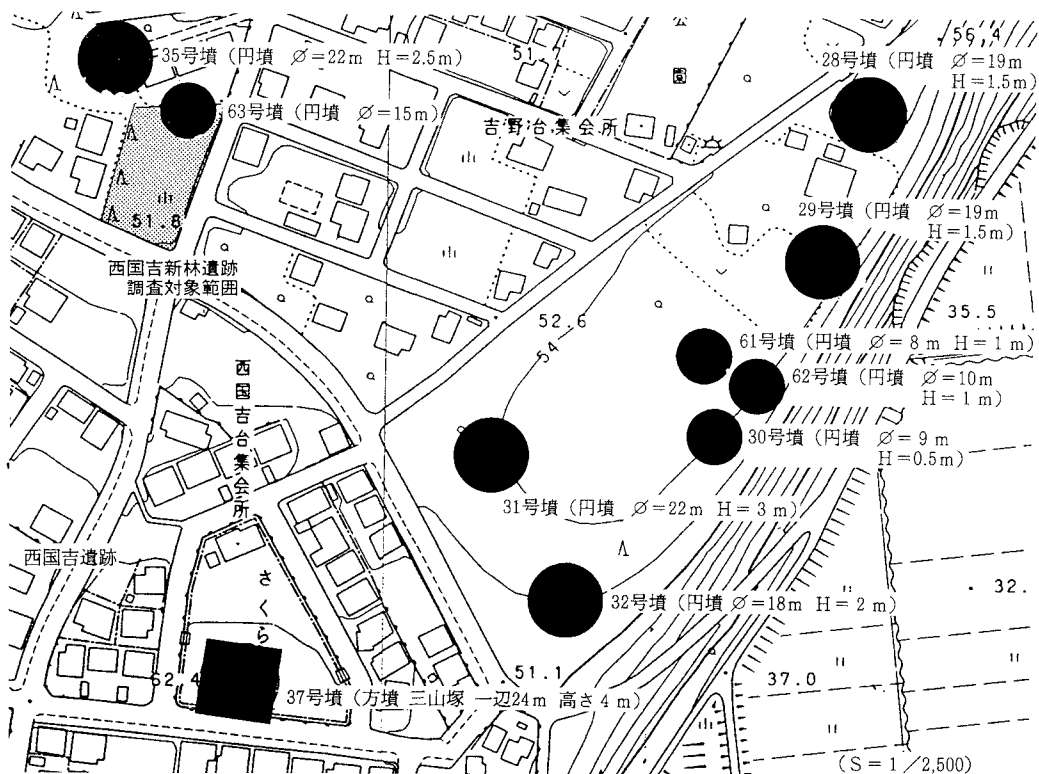 56.4
28号墳（円墳 Ø＝19m
H＝1.5m）
35号墳（円墳 Ø＝22m H＝2.5m）
51.1
園
63号墳（円墳 Ø＝15m）
吉野台集会所
51.8
29号墳（円墳 Ø＝19m
H＝1.5m）
西国吉新林遺跡
調査対象範囲
52.6
54
35.5
61号墳（円墳 Ø＝8m H＝1m）
62号墳（円墳 Ø＝10m
H＝1m）
西国吉台集会所
30号墳（円墳 Ø＝9m
H＝0.5m）
31号墳（円墳 Ø＝22m H＝3m）
西国吉遺跡
さくら
32号墳（円墳 Ø＝18m H＝2m）
32.
52.4
51.1
37.0
37号墳（方墳 三山塚 一辺24m 高さ4m）
（S＝1／2,500）